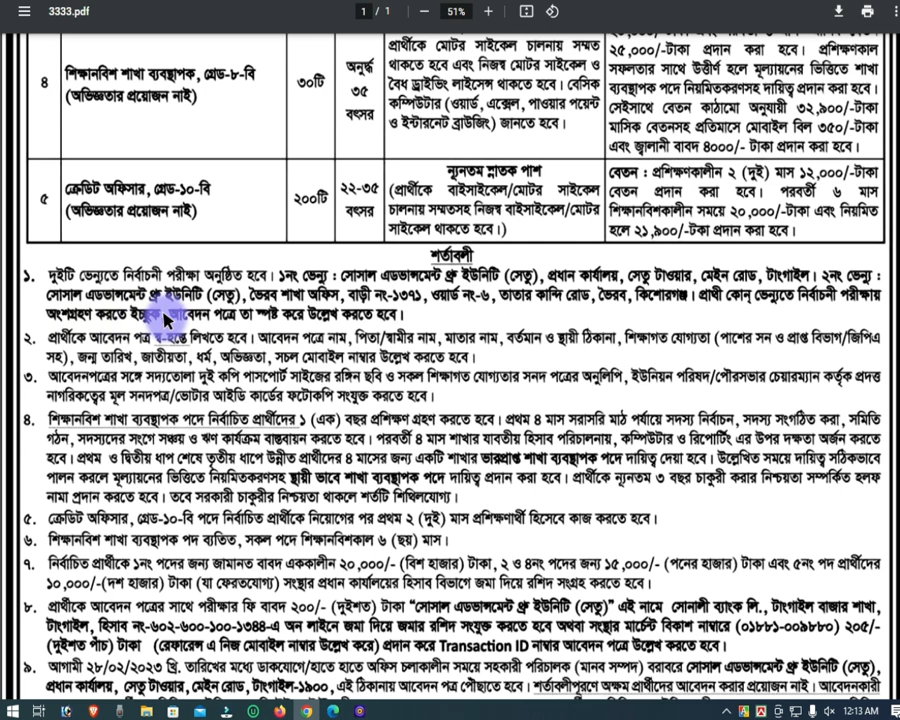 3333.pdf
1 / 1
51%
৪
শিক্ষানবিশ শাখা ব্যবস্থাপক, গ্রেড-৮-বি
(অভিজ্ঞতার প্রয়োজন নাই)
৩০টি
অনুর্দ্ধ
৩৫
বৎসর
প্রার্থীকে মোটর সাইকেল চালনায় সম্মত
থাকতে হবে এবং নিজস্ব মোটর সাইকেল ও
বৈধ ড্রাইভিং লাইসেন্স থাকতে হবে। বেসিক
কম্পিউটার (ওয়ার্ড, এক্সেল, পাওয়ার পয়েন্ট
ও ইন্টারনেট ব্রাউজিং) জানতে হবে।
২৫,০০০/-টাকা প্রদান করা হবে। প্রশিক্ষণকাল
সফলতার সাথে উত্তীর্ণ হলে মূল্যায়নের ভিত্তিতে শাখা
ব্যবস্থাপক পদে নিয়মিতকরণসহ দায়িত্ব প্রদান করা হবে।
সেইসাথে বেতন কাঠামো অনুযায়ী ৩২,৯০০/-টাকা
মাসিক বেতনসহ প্রতিমাসে মোবাইল বিল ৩৫০/-টাকা
এবং জ্বালানী বাবদ ৪০০০/- টাকা প্রদান করা হবে।
৫
ক্রেডিট অফিসার, গ্রেড-১০-বি
(অভিজ্ঞতার প্রয়োজন নাই)
২০০টি
২২-৩৫
বৎসর
ন্যূনতম স্নাতক পাশ
(প্রার্থীকে বাইসাইকেল/মোটর সাইকেল
চালনায় সম্মতসহ নিজস্ব বাইসাইকেল/মোটর
সাইকেল থাকতে হবে।)
বেতন : প্রশিক্ষণকালীন ২ (দুই) মাস ১২,০০০/-টাকা
বেতন প্রদান করা হবে। পরবর্তী ৬ মাস
শিক্ষানবিশকালীন সময়ে ২০,০০০/-টাকা এবং নিয়মিত
হলে ২১,৯০০/-টাকা প্রদান করা হবে।
শর্তাবলী
১. দুইটি ভেন্যুতে নির্বাচনী পরীক্ষা অনুষ্ঠিত হবে। ১নং ভেন্যু : সোসাল এডভান্সমেন্ট থ্রু ইউনিটি (সেতু), প্রধান কার্যালয়, সেতু টাওয়ার, মেইন রোড, টাংগাইল। ২নং ভেন্যু :
সোসাল এডভান্সমেন্ট থ্রু ইউনিটি (সেতু), ভৈরব শাখা অফিস, বাড়ী নং-১৩৭১, ওয়ার্ড নং-৬, তাতার কান্দি রোড, ভৈরব, কিশোরগঞ্জ। প্রার্থী কোন্ ভেন্যুতে নির্বাচনী পরীক্ষায়
অংশগ্রহণ করতে ইচ্ছুক আবেদন পত্রে তা স্পষ্ট করে উল্লেখ করতে হবে।
২. প্রার্থীকে আবেদন পত্র স্ব-হস্তে লিখতে হবে। আবেদন পত্রে নাম, পিতা/স্বামীর নাম, মাতার নাম, বর্তমান ও স্থায়ী ঠিকানা, শিক্ষাগত যোগ্যতা (পাশের সন ও প্রাপ্ত বিভাগ/জিপিএ
সহ), জন্ম তারিখ, জাতীয়তা, ধর্ম, অভিজ্ঞতা, সচল মোবাইল নাম্বার উল্লেখ করতে হবে।
৩. আবেদনপত্রের সঙ্গে সদ্যতোলা দুই কপি পাসপোর্ট সাইজের রঙ্গিন ছবি ও সকল শিক্ষাগত যোগ্যতার সনদ পত্রের অনুলিপি, ইউনিয়ন পরিষদ/পৌরসভার চেয়ারম্যান কর্তৃক প্রদত্ত
নাগরিকত্বের মূল সনদপত্র/ভোটার আইডি কার্ডের ফটোকপি সংযুক্ত করতে হবে।
৪. শিক্ষানবিশ শাখা ব্যবস্থাপক পদে নির্বাচিত প্রার্থীদের ১ (এক) বছর প্রশিক্ষণ গ্রহণ করতে হবে। প্রথম ৪ মাস সরাসরি মাঠ পর্যায়ে সদস্য নির্বাচন, সদস্য সংগঠিত করা, সমিতি
গঠন, সদস্যদের সংগে সঞ্চয় ও ঋণ কার্যক্রম বাস্তবায়ন করতে হবে। পরবর্তী ৪ মাস শাখার যাবতীয় হিসাব পরিচালনায়, কম্পিউটার ও রিপোর্টিং এর উপর দক্ষতা অর্জন করতে
হবে। প্রথম ও দ্বিতীয় ধাপ শেষে তৃতীয় ধাপে উন্নীত প্রার্থীদের ৪ মাসের জন্য একটি শাখার ভারপ্রাপ্ত শাখা ব্যবস্থাপক পদে দায়িত্ব দেয়া হবে। উল্লেখিত সময়ে দায়িত্ব সঠিকভাবে
পালন করলে মূল্যায়নের ভিত্তিতে নিয়মিতকরণসহ স্থায়ী ভাবে শাখা ব্যবস্থাপক পদে দায়িত্ব প্রদান করা হবে। প্রার্থীকে ন্যূনতম ৩ বছর চাকুরী করার নিশ্চয়তা সম্পর্কিত হলফ
নামা প্রদান করতে হবে। তবে সরকারী চাকুরীর নিশ্চয়তা থাকলে শর্তটি শিথিলযোগ্য।
৫. ক্রেডিট অফিসার, গ্রেড-১০-বি পদে নির্বাচিত প্রার্থীকে নিয়োগের পর প্রথম ২ (দুই) মাস প্রশিক্ষণার্থী হিসেবে কাজ করতে হবে।
৬. শিক্ষানবিশ শাখা ব্যবস্থাপক পদ ব্যতিত, সকল পদে শিক্ষানবিশকাল ৬ (ছয়) মাস।
৭. নির্বাচিত প্রার্থীকে ১নং পদের জন্য জামানত বাবদ এককালীন ২০,০০০/- (বিশ হাজার) টাকা, ২ ও ৪নং পদের জন্য ১৫,০০০/- (পনের হাজার) টাকা এবং ৫নং পদ প্রার্থীদের
১০,০০০/-(দশ হাজার) টাকা (যা ফেরতযোগ্য) সংস্থার প্রধান কার্যালয়ের হিসাব বিভাগে জমা দিয়ে রশিদ সংগ্রহ করতে হবে।
৮. প্রার্থীকে আবেদন পত্রের সাথে পরীক্ষার ফি বাবদ ২০০/- (দুইশত) টাকা "সোসাল এডভান্সমেন্ট থ্রু ইউনিটি (সেতু)" এই নামে সোনালী ব্যাংক লি., টাংগাইল বাজার শাখা,
টাংগাইল, হিসাব নং-৬০২-৬০০-১০০-১৩৪৪-এ অন লাইনে জমা দিয়ে জমার রশিদ সংযুক্ত করতে হবে অথবা সংস্থার মার্চেন্ট বিকাশ নাম্বারে (০১৮৮১-০০৯৮৮০) ২০৫/-
(দুইশত পাঁচ) টাকা (রেফারেন্স এ নিজ মোবাইল নাম্বার উল্লেখ করে) প্রদান করে Transaction ID নাম্বার আবেদন পত্রে উল্লেখ করতে হবে।
৯. আগামী ২৮/০২/২০২৩ খ্রি. তারিখের মধ্যে ডাকযোগে/হাতে হাতে অফিস চলাকালীন সময়ে সহকারী পরিচালক (মানব সম্পদ) বরাবরে সোসাল এডভান্সমেন্ট থ্রু ইউনিটি (সেতু),
প্রধান কার্যালয়, সেতু টাওয়ার, মেইন রোড, টাংগাইল-১৯০০, এই ঠিকানায় আবেদন পত্র পৌছাতে হবে। শর্তাবলীপূরণে অক্ষম প্রার্থীদের আবেদন করার প্রয়োজন নাই। আবেদনকারী
12:13 AM